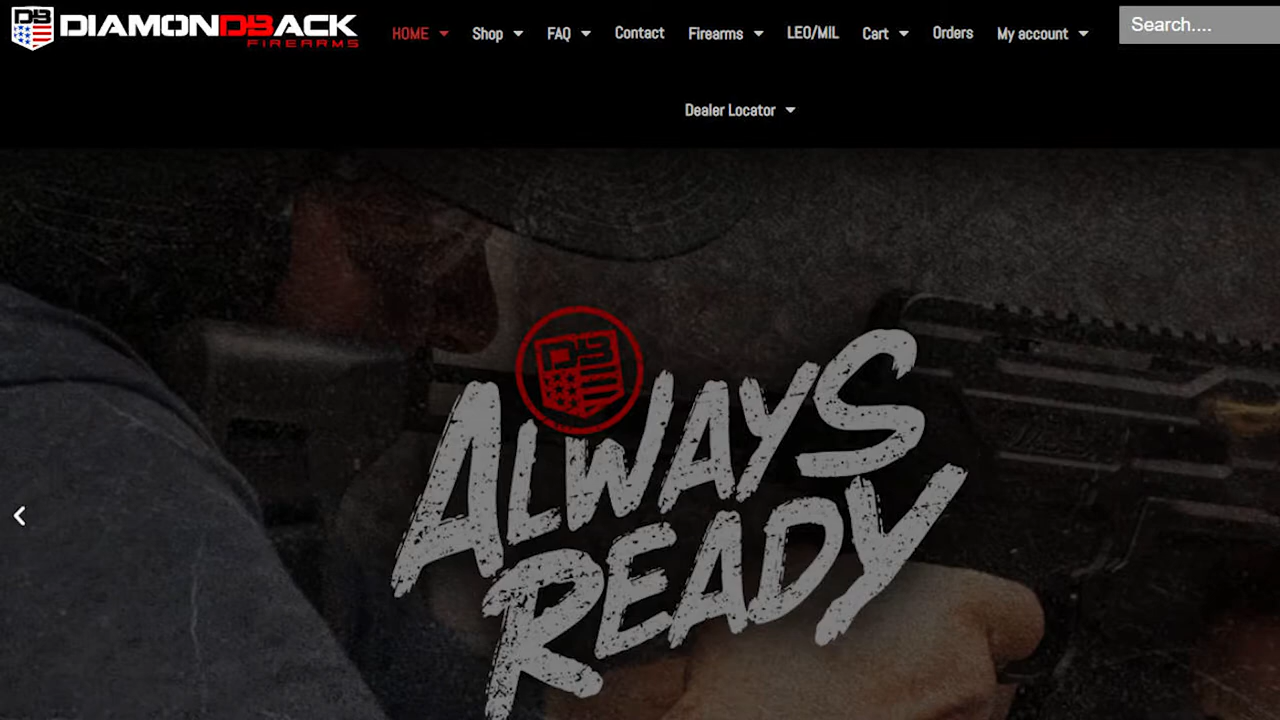 DB DIAMONDBACK
FIREARMS
HOME Shop FAQ Contact Firearms LEO/MIL Cart Orders My account Search....
Dealer Locator
DB
ALWAYS
READY